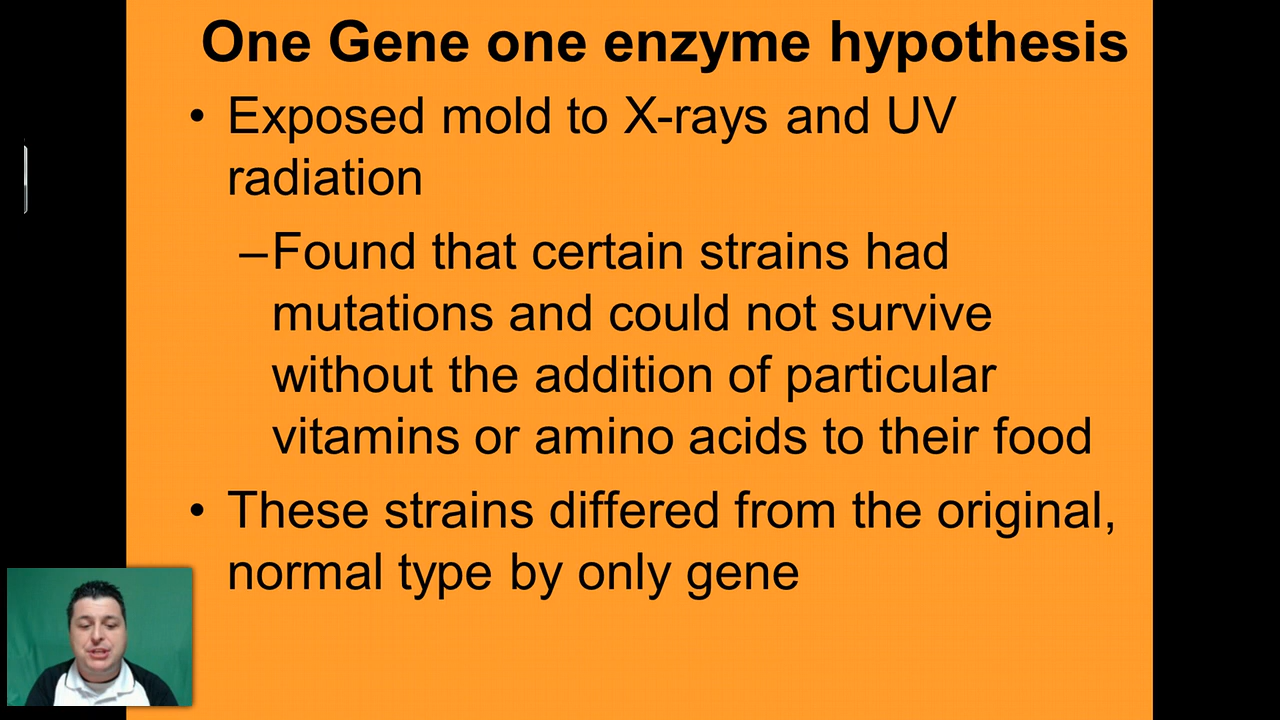 One Gene one enzyme hypothesis
• Exposed mold to X-rays and UV
radiation
–Found that certain strains had
mutations and could not survive
without the addition of particular
vitamins or amino acids to their food
• These strains differed from the original,
normal type by only gene